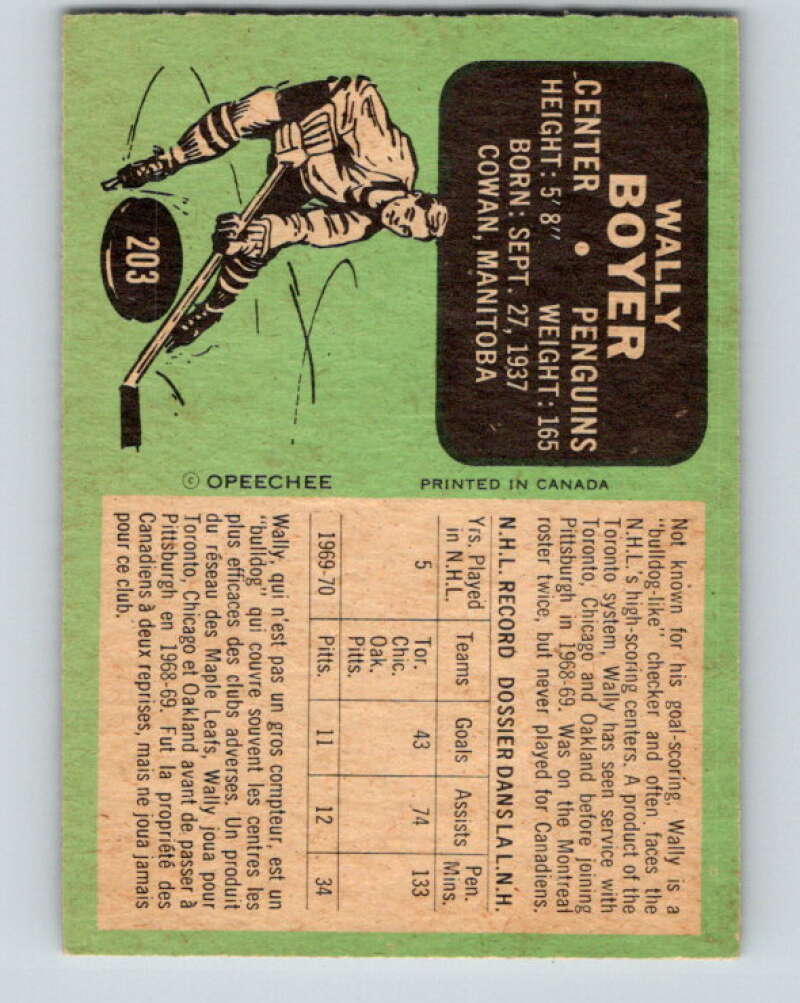 WALLY
BOYER
CENTER • PENGUINS
HEIGHT: 5'8" WEIGHT: 165
BORN: SEPT. 27, 1937
COWAN, MANITOBA
203
© OPEECHEE
PRINTED IN CANADA
Not known for his goal-scoring, Wally is a
"bulldog-like" checker and often faces the
N.H.L.'s high-scoring centers. A product of the
Toronto system, Wally has seen service with
Toronto, Chicago and Oakland before joining
Pittsburgh in 1968-69. Was on the Montreal
roster twice, but never played for Canadiens.
N.H.L. RECORD DOSSIER DANS LA L.N.H.
Yrs. Played Teams Goals Assists Pen.
in N.H.L. Mins.
5 Tor. 43 74 133
Chic.
Oak.
Pitts.
1969-70 Pitts. 11 12 34
Wally, qui n'est pas un gros compteur, est un
"bulldog" qui couvre souvent les centres les
plus efficaces des clubs adverses. Un produit
du réseau des Maple Leafs, Wally joua pour
Toronto, Chicago et Oakland avant de passer à
Pittsburgh en 1968-69. Fut la propriété des
Canadiens à deux reprises, mais ne joua jamais
pour ce club.